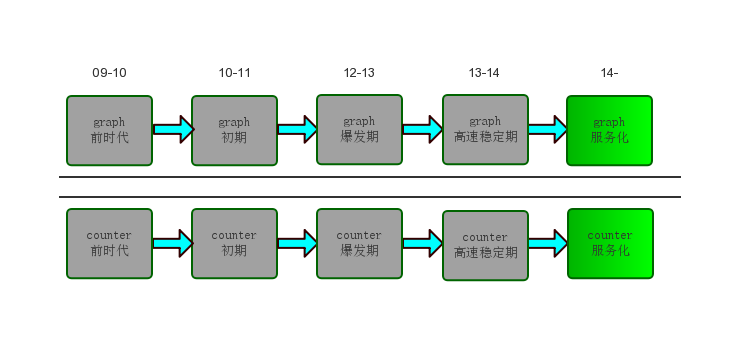 09-10 10-11 12-13 13-14 14-
graph graph graph graph graph
前时代 初期 爆发期 高速稳定期 服务化
counter counter counter counter counter
前时代 初期 爆发期 高速稳定期 服务化